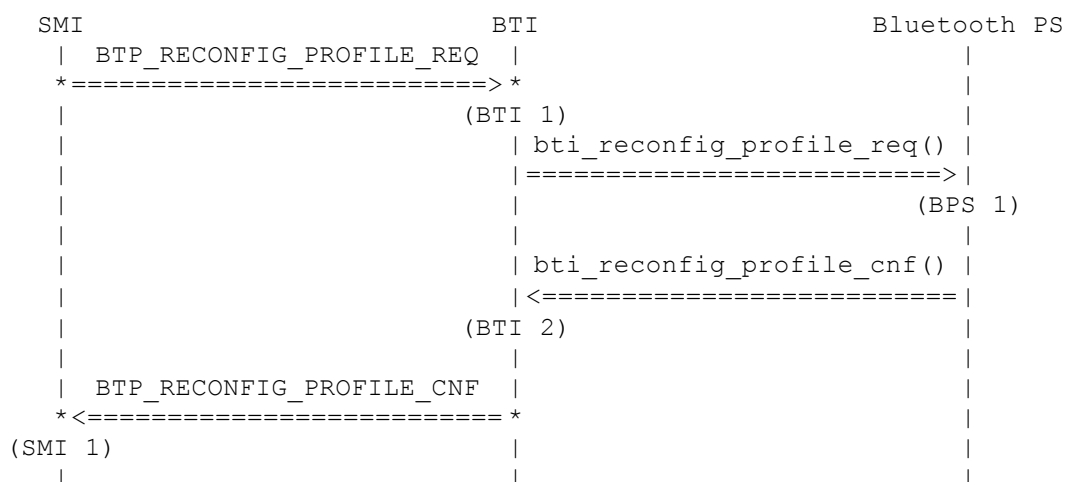 SMI BTI Bluetooth PS
| BTP_RECONFIG_PROFILE_REQ | |
*==========================>* |
| (BTI 1) |
| | bti_reconfig_profile_req() |
| |==========================>|
| | (BPS 1)
| | |
| | bti_reconfig_profile_cnf() |
| |<==========================|
| (BTI 2) |
| | |
| BTP_RECONFIG_PROFILE_CNF | |
*<==========================* |
(SMI 1) | |
| | |